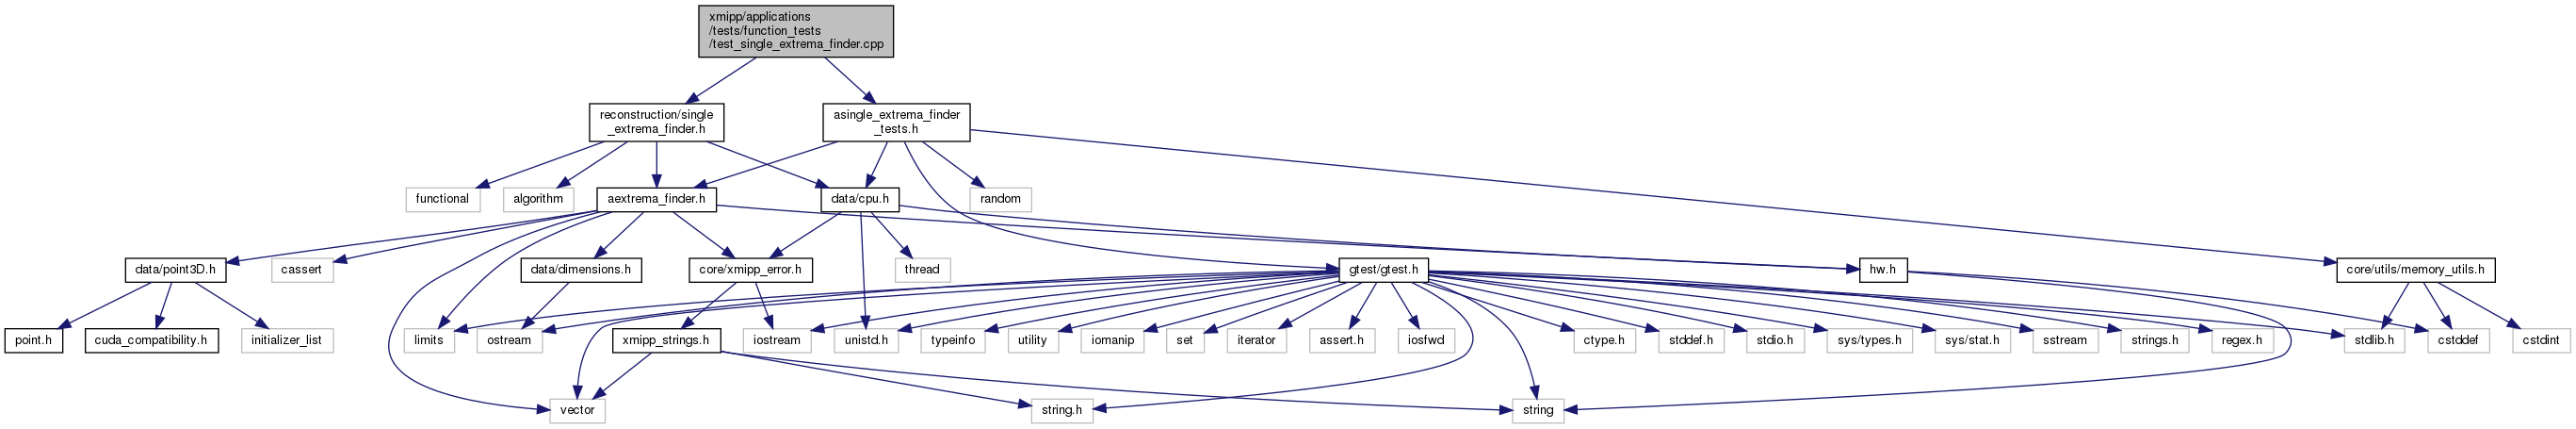 xmipp/applications
/tests/function_tests
/test_single_extrema_finder.cpp
reconstruction/single
_extrema_finder.h
asingle_extrema_finder
_tests.h
functional
algorithm
aextrema_finder.h
data/cpu.h
random
data/point3D.h
cassert
data/dimensions.h
core/xmipp_error.h
thread
gtest/gtest.h
hw.h
core/utils/memory_utils.h
point.h
cuda_compatibility.h
initializer_list
limits
ostream
xmipp_strings.h
iostream
unistd.h
typeinfo
utility
iomanip
set
iterator
assert.h
iosfwd
ctype.h
stddef.h
stdio.h
sys/types.h
sys/stat.h
sstream
strings.h
regex.h
stdlib.h
cstddef
cstdint
vector
string.h
string